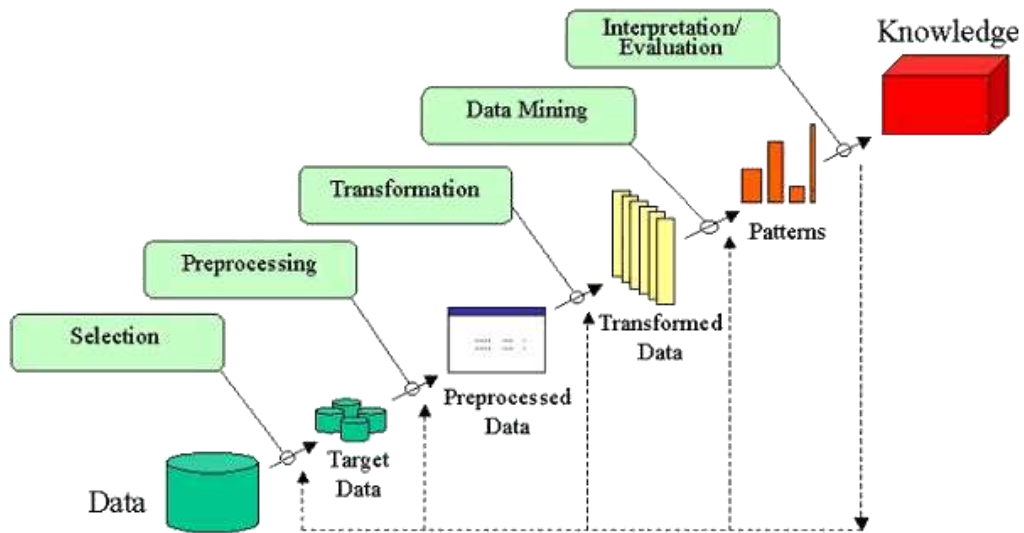 Interpretation/
Evaluation
Knowledge
Data Mining
Transformation
Patterns
Preprocessing
Transformed
Data
Selection
Preprocessed
Data
Target
Data
Data